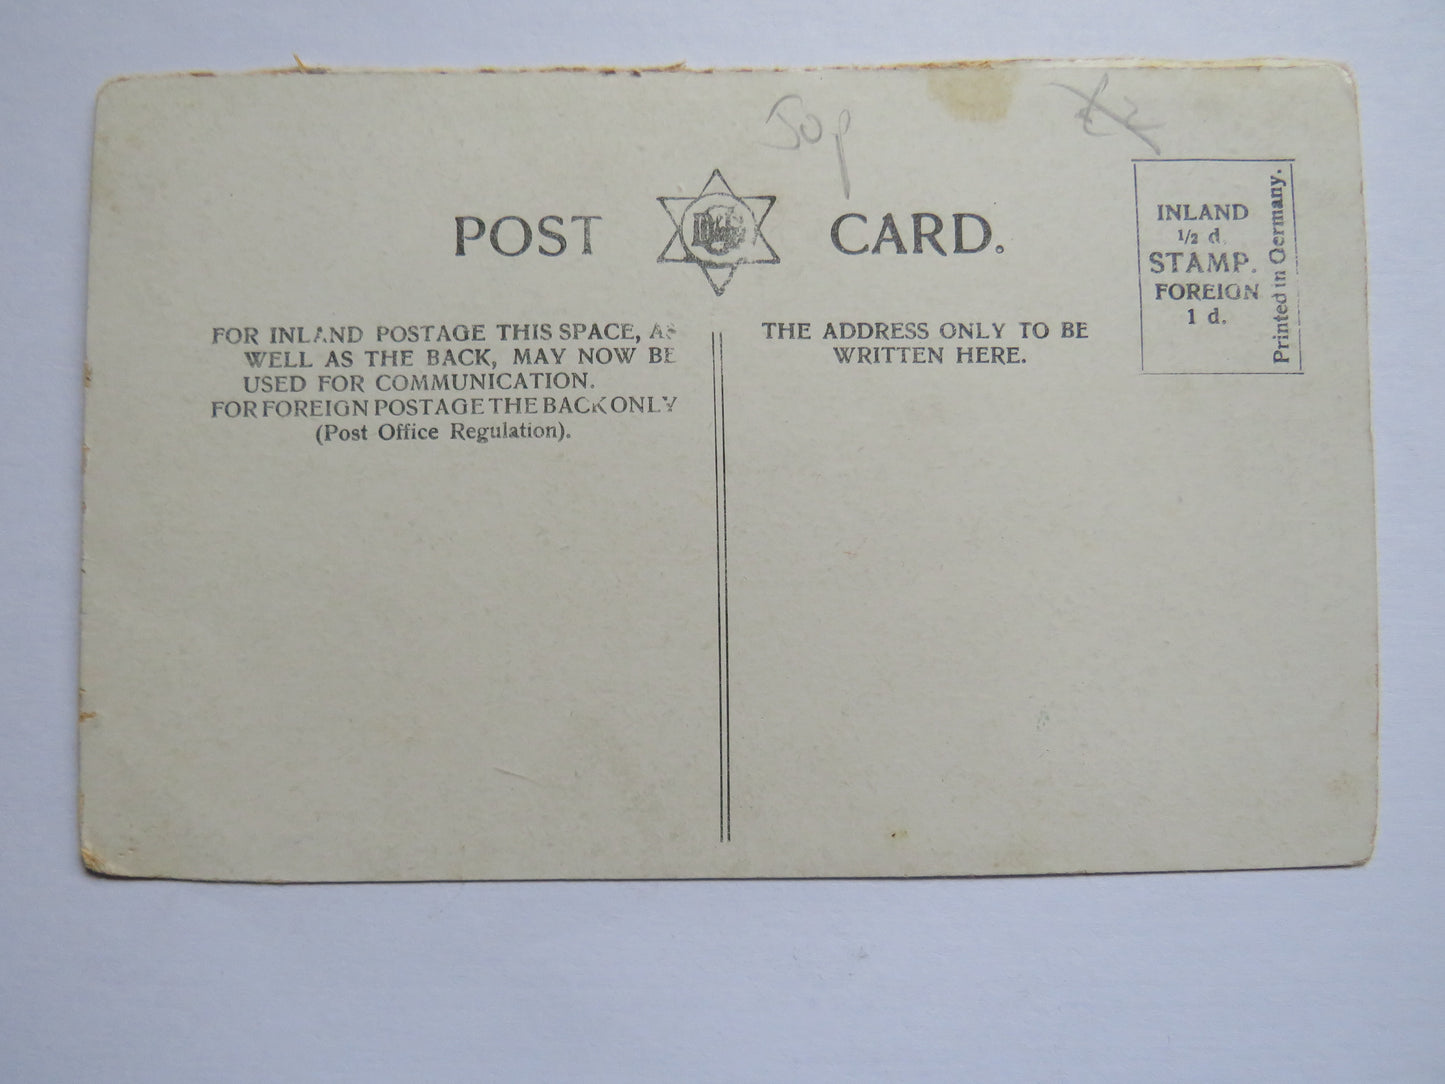 50p
£2
POST CARD.
FOR INLAND POSTAGE THIS SPACE, AS
WELL AS THE BACK, MAY NOW BE
USED FOR COMMUNICATION.
FOR FOREIGN POSTAGE THE BACK ONLY
(Post Office Regulation).
THE ADDRESS ONLY TO BE
WRITTEN HERE.
INLAND
1/2 d
STAMP.
FOREIGN
1 d.
Printed in Germany.